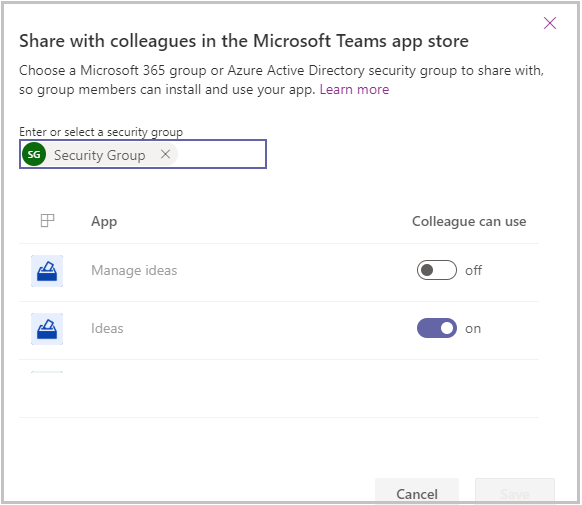 Share with colleagues in the Microsoft Teams app store
Choose a Microsoft 365 group or Azure Active Directory security group to share with,
so group members can install and use your app. Learn more
Enter or select a security group
SG Security Group
App Colleague can use
Manage ideas off
Ideas on
Cancel Save